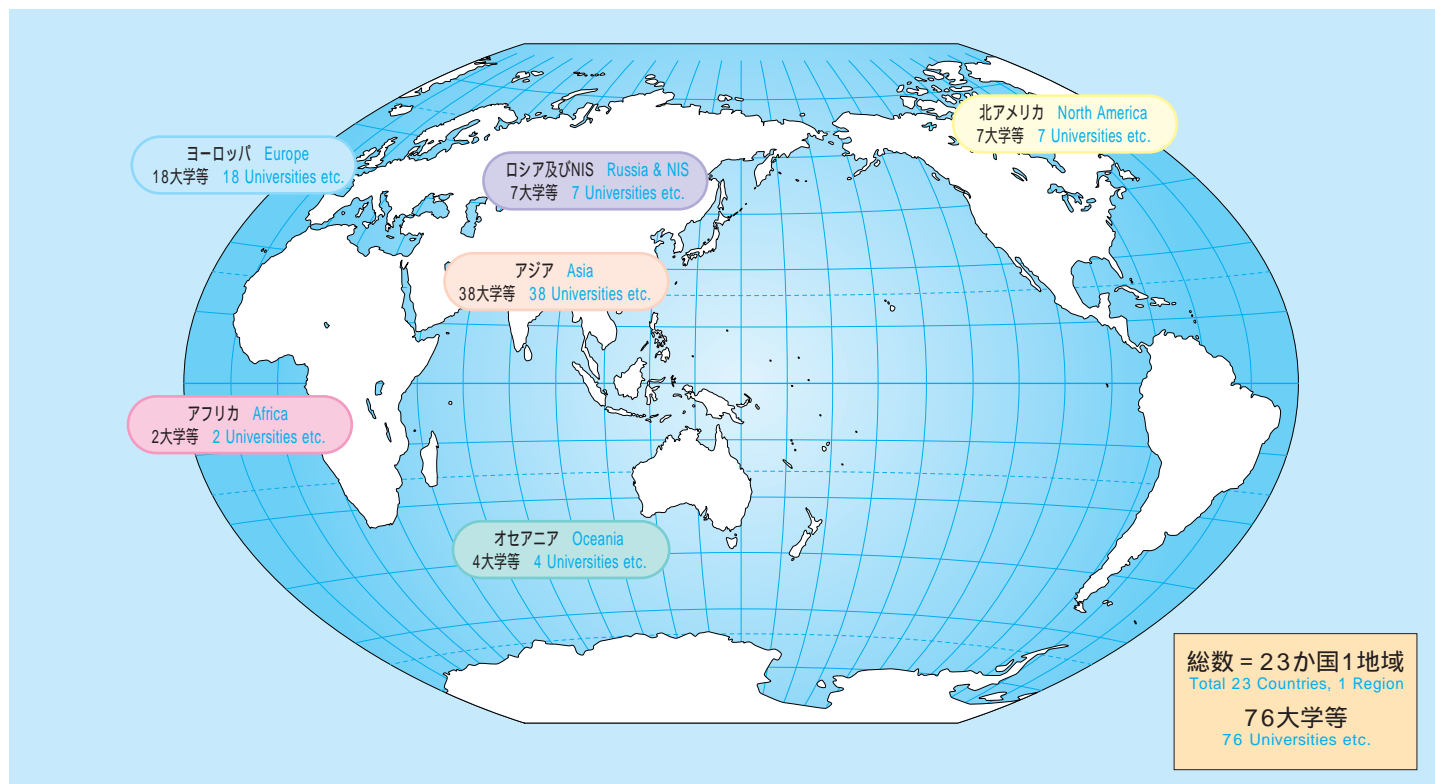 北アメリカ North America
7大学等 7 Universities etc.
ヨーロッパ Europe
18大学等 18 Universities etc.
ロシア及びNIS Russia & NIS
7大学等 7 Universities etc.
アジア Asia
38大学等 38 Universities etc.
アフリカ Africa
2大学等 2 Universities etc.
オセアニア Oceania
4大学等 4 Universities etc.
総数 = 23か国1地域
Total 23 Countries, 1 Region
76大学等
76 Universities etc.